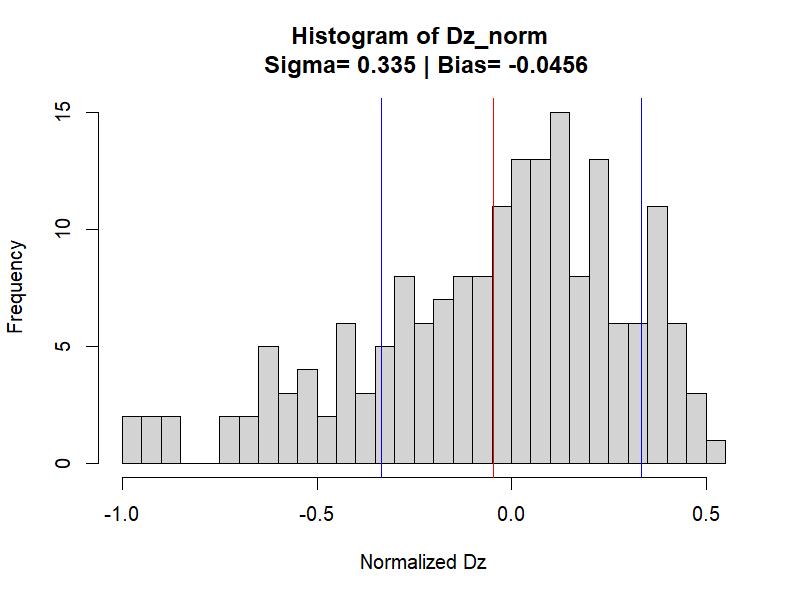 Histogram of Dz_norm
Sigma= 0.335 | Bias= -0.0456
Frequency
15
10
5
0
-1.0 -0.5 0.0 0.5
Normalized Dz